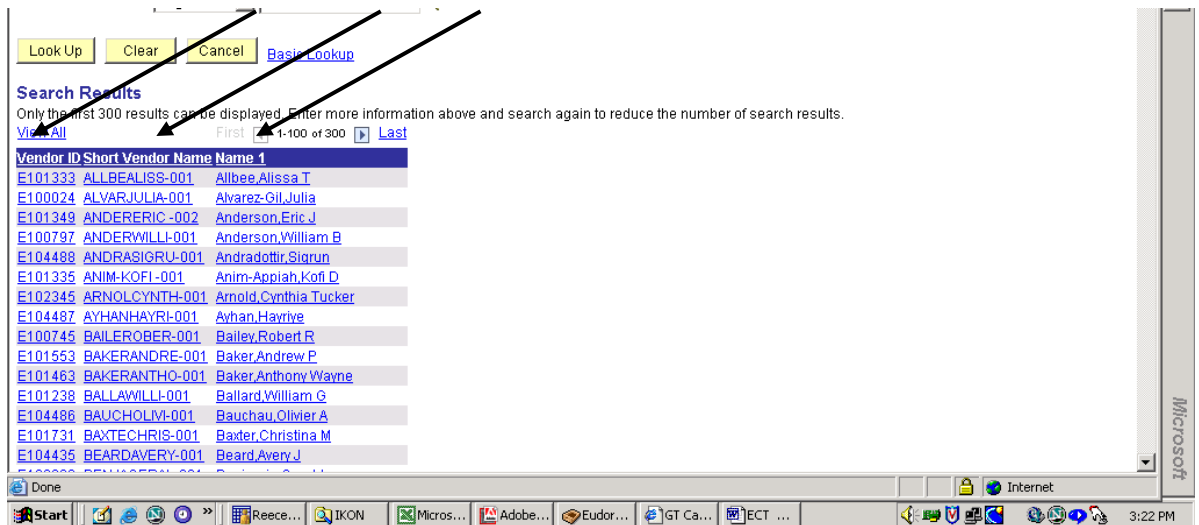 Look Up Clear Cancel Basic Lookup
Search Results
Only the first 300 results can be displayed. Enter more information above and search again to reduce the number of search results.
View All First 1-100 of 300 Last
Vendor ID Short Vendor Name Name 1
E101333 ALLBEALISS-001 Allbee,Alissa T
E100024 ALVARJULIA-001 Alvarez-Gil,Julia
E101349 ANDERERIC -002 Anderson,Eric J
E100797 ANDERWILLI-001 Anderson,William B
E104488 ANDRASIGRU-001 Andradottir,Sigrun
E101335 ANIM-KOFI -001 Anim-Appiah,Kofi D
E102345 ARNOLCYNTH-001 Arnold,Cynthia Tucker
E104487 AYHANHAYRI-001 Ayhan,Hayriye
E100745 BAILEROBER-001 Bailey,Robert R
E101553 BAKERANDRE-001 Baker,Andrew P
E101463 BAKERANTHO-001 Baker,Anthony Wayne
E101238 BALLAWILLI-001 Ballard,William G
E104486 BAUCHOLIVI-001 Bauchau,Olivier A
E101731 BAXTECHRIS-001 Baxter,Christina M
E104435 BEARDAVERY-001 Beard,Avery J
Microsoft
Done Internet
Start » Reece... IKON Micros... Adobe... Eudor... GT Ca... ECT ... 3:22 PM